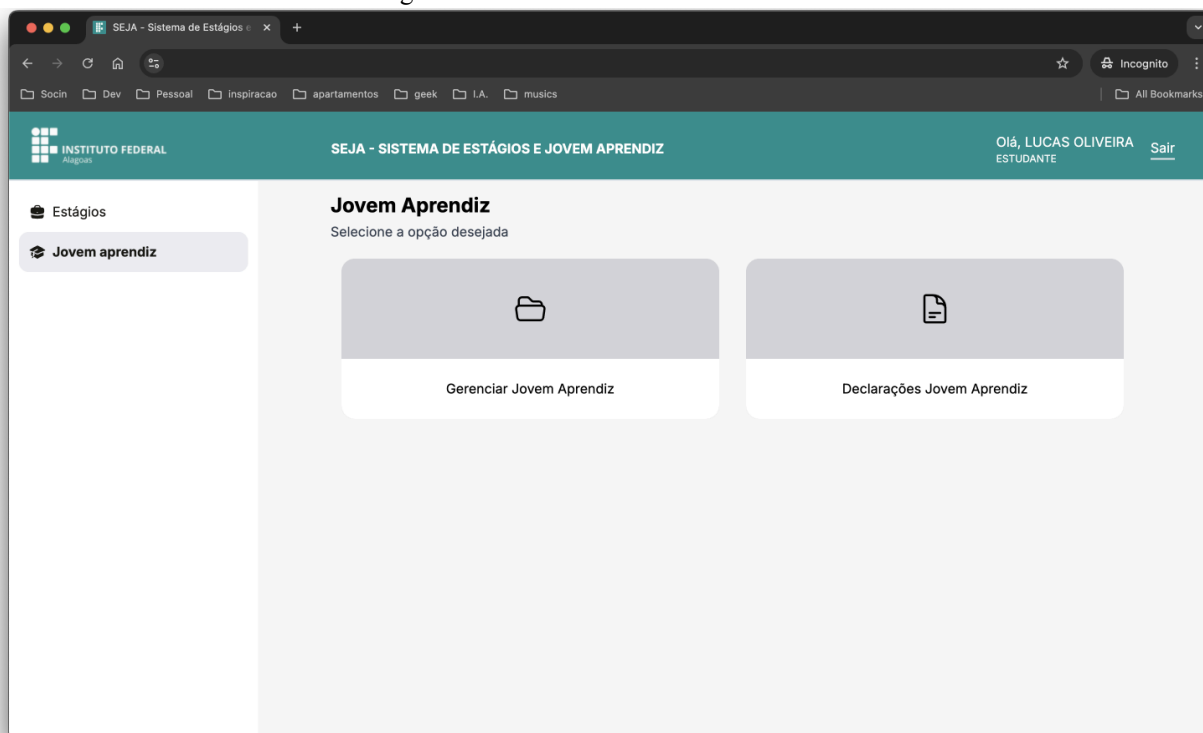 SEJA - Sistema de Estágios e
Incognito
Socin Dev Pessoal inspiracao apartamentos geek I.A. musics All Bookmarks
INSTITUTO FEDERAL
Alagoas
SEJA - SISTEMA DE ESTÁGIOS E JOVEM APRENDIZ
Olá, LUCAS OLIVEIRA
ESTUDANTE
Sair
Estágios
Jovem aprendiz
Jovem Aprendiz
Selecione a opção desejada
Gerenciar Jovem Aprendiz
Declarações Jovem Aprendiz